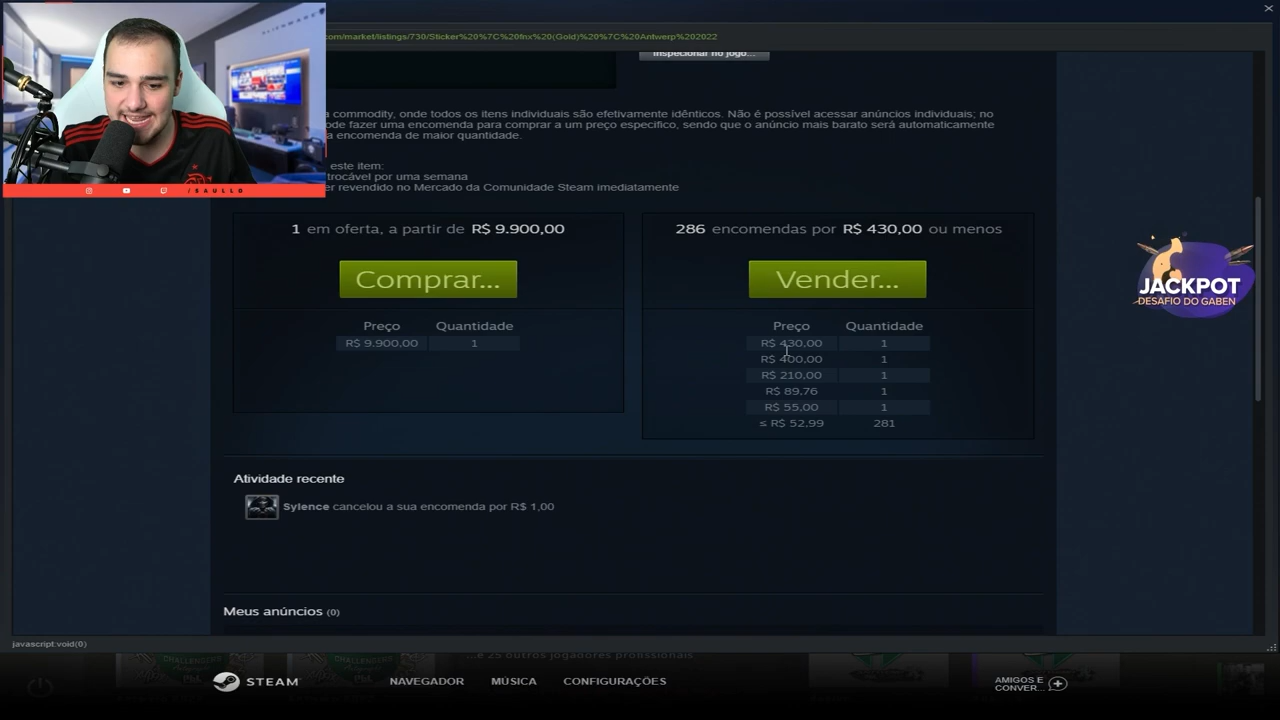 com/market/listings/730/Sticker%20%7C%20fnx%20(Gold)%20%7C%20Antwerp%202022
Inspecionar no jogo...
commodity, onde todos os itens individuais são efetivamente idênticos. Não é possível acessar anúncios individuais; no
ode fazer uma encomenda para comprar a um preço especifico, sendo que o anúncio mais barato será automaticamente
a encomenda de maior quantidade.
este item:
trocável por uma semana
er revendido no Mercado da Comunidade Steam imediatamente
/SAULLO
1 em oferta, a partir de R$ 9.900,00
286 encomendas por R$ 430,00 ou menos
Comprar...
Vender...
JACKPOT
DESAFIO DO GABEN
Preço Quantidade
R$ 9.900,00 1
Preço Quantidade
R$ 430,00 1
R$ 400,00 1
R$ 210,00 1
R$ 89,76 1
R$ 55,00 1
≤ R$ 52,99 281
Atividade recente
Sylence cancelou a sua encomenda por R$ 1,00
Meus anúncios (0)
javascript:void(0)
...e 25 outros jogadores profissionais
STEAM
NAVEGADOR MÚSICA CONFIGURAÇÕES
AMIGOS E
CONVER...